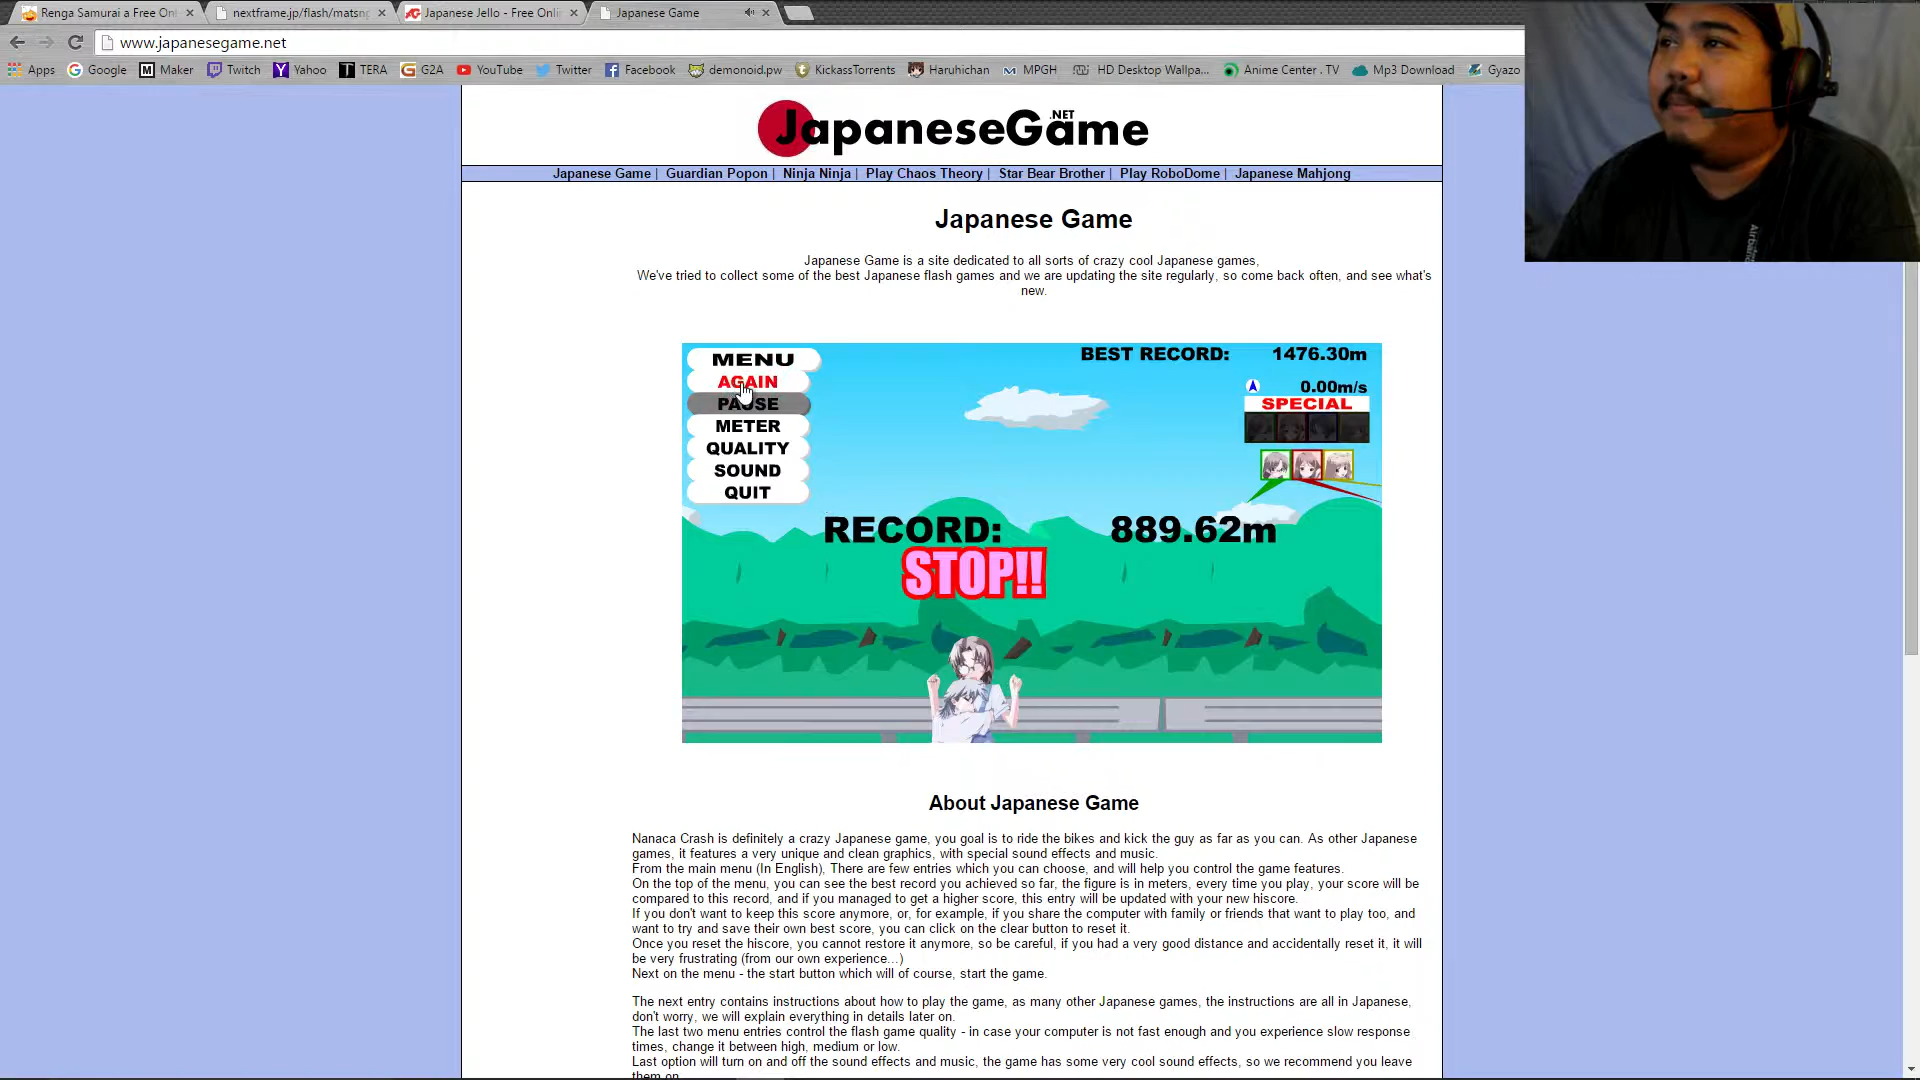 Renga Samurai a Free Onl
nextframe.jp/flash/matsn
Japanese Jello - Free Onli
Japanese Game
www.japanesegame.net
Apps
Google
Maker
Twitch
Yahoo
TERA
G2A
YouTube
Twitter
Facebook
demonoid.pw
KickassTorrents
Haruhichan
MPGH
HD Desktop Wallpa...
Anime Center . TV
Mp3 Download
Gyazo
JapaneseGame .NET
Japanese Game | Guardian Popon | Ninja Ninja | Play Chaos Theory | Star Bear Brother | Play RoboDome | Japanese Mahjong
Japanese Game
Japanese Game is a site dedicated to all sorts of crazy cool Japanese games,
We've tried to collect some of the best Japanese flash games and we are updating the site regularly, so come back often, and see what's
new.
MENU
AGAIN
PAUSE
METER
QUALITY
SOUND
QUIT
BEST RECORD: 1476.30m
0.00m/s
SPECIAL
RECORD: 889.62m
STOP!!
About Japanese Game
Nanaca Crash is definitely a crazy Japanese game, you goal is to ride the bikes and kick the guy as far as you can. As other Japanese
games, it features a very unique and clean graphics, with special sound effects and music.
From the main menu (In English), There are few entries which you can choose, and will help you control the game features.
On the top of the menu, you can see the best record you achieved so far, the figure is in meters, every time you play, your score will be
compared to this record, and if you managed to get a higher score, this entry will be updated with your new hiscore.
If you don't want to keep this score anymore, or, for example, if you share the computer with family or friends that want to play too, and
want to try and save their own best score, you can click on the clear button to reset it.
Once you reset the hiscore, you cannot restore it anymore, so be careful, if you had a very good distance and accidentally reset it, it will
be very frustrating (from our own experience...)
Next on the menu - the start button which will of course, start the game.
The next entry contains instructions about how to play the game, as many other Japanese games, the instructions are all in Japanese,
don't worry, we will explain everything in details later on.
The last two menu entries control the flash game quality - in case your computer is not fast enough and you experience slow response
times, change it between high, medium or low.
Last option will turn on and off the sound effects and music, the game has some very cool sound effects, so we recommend you leave
them on.